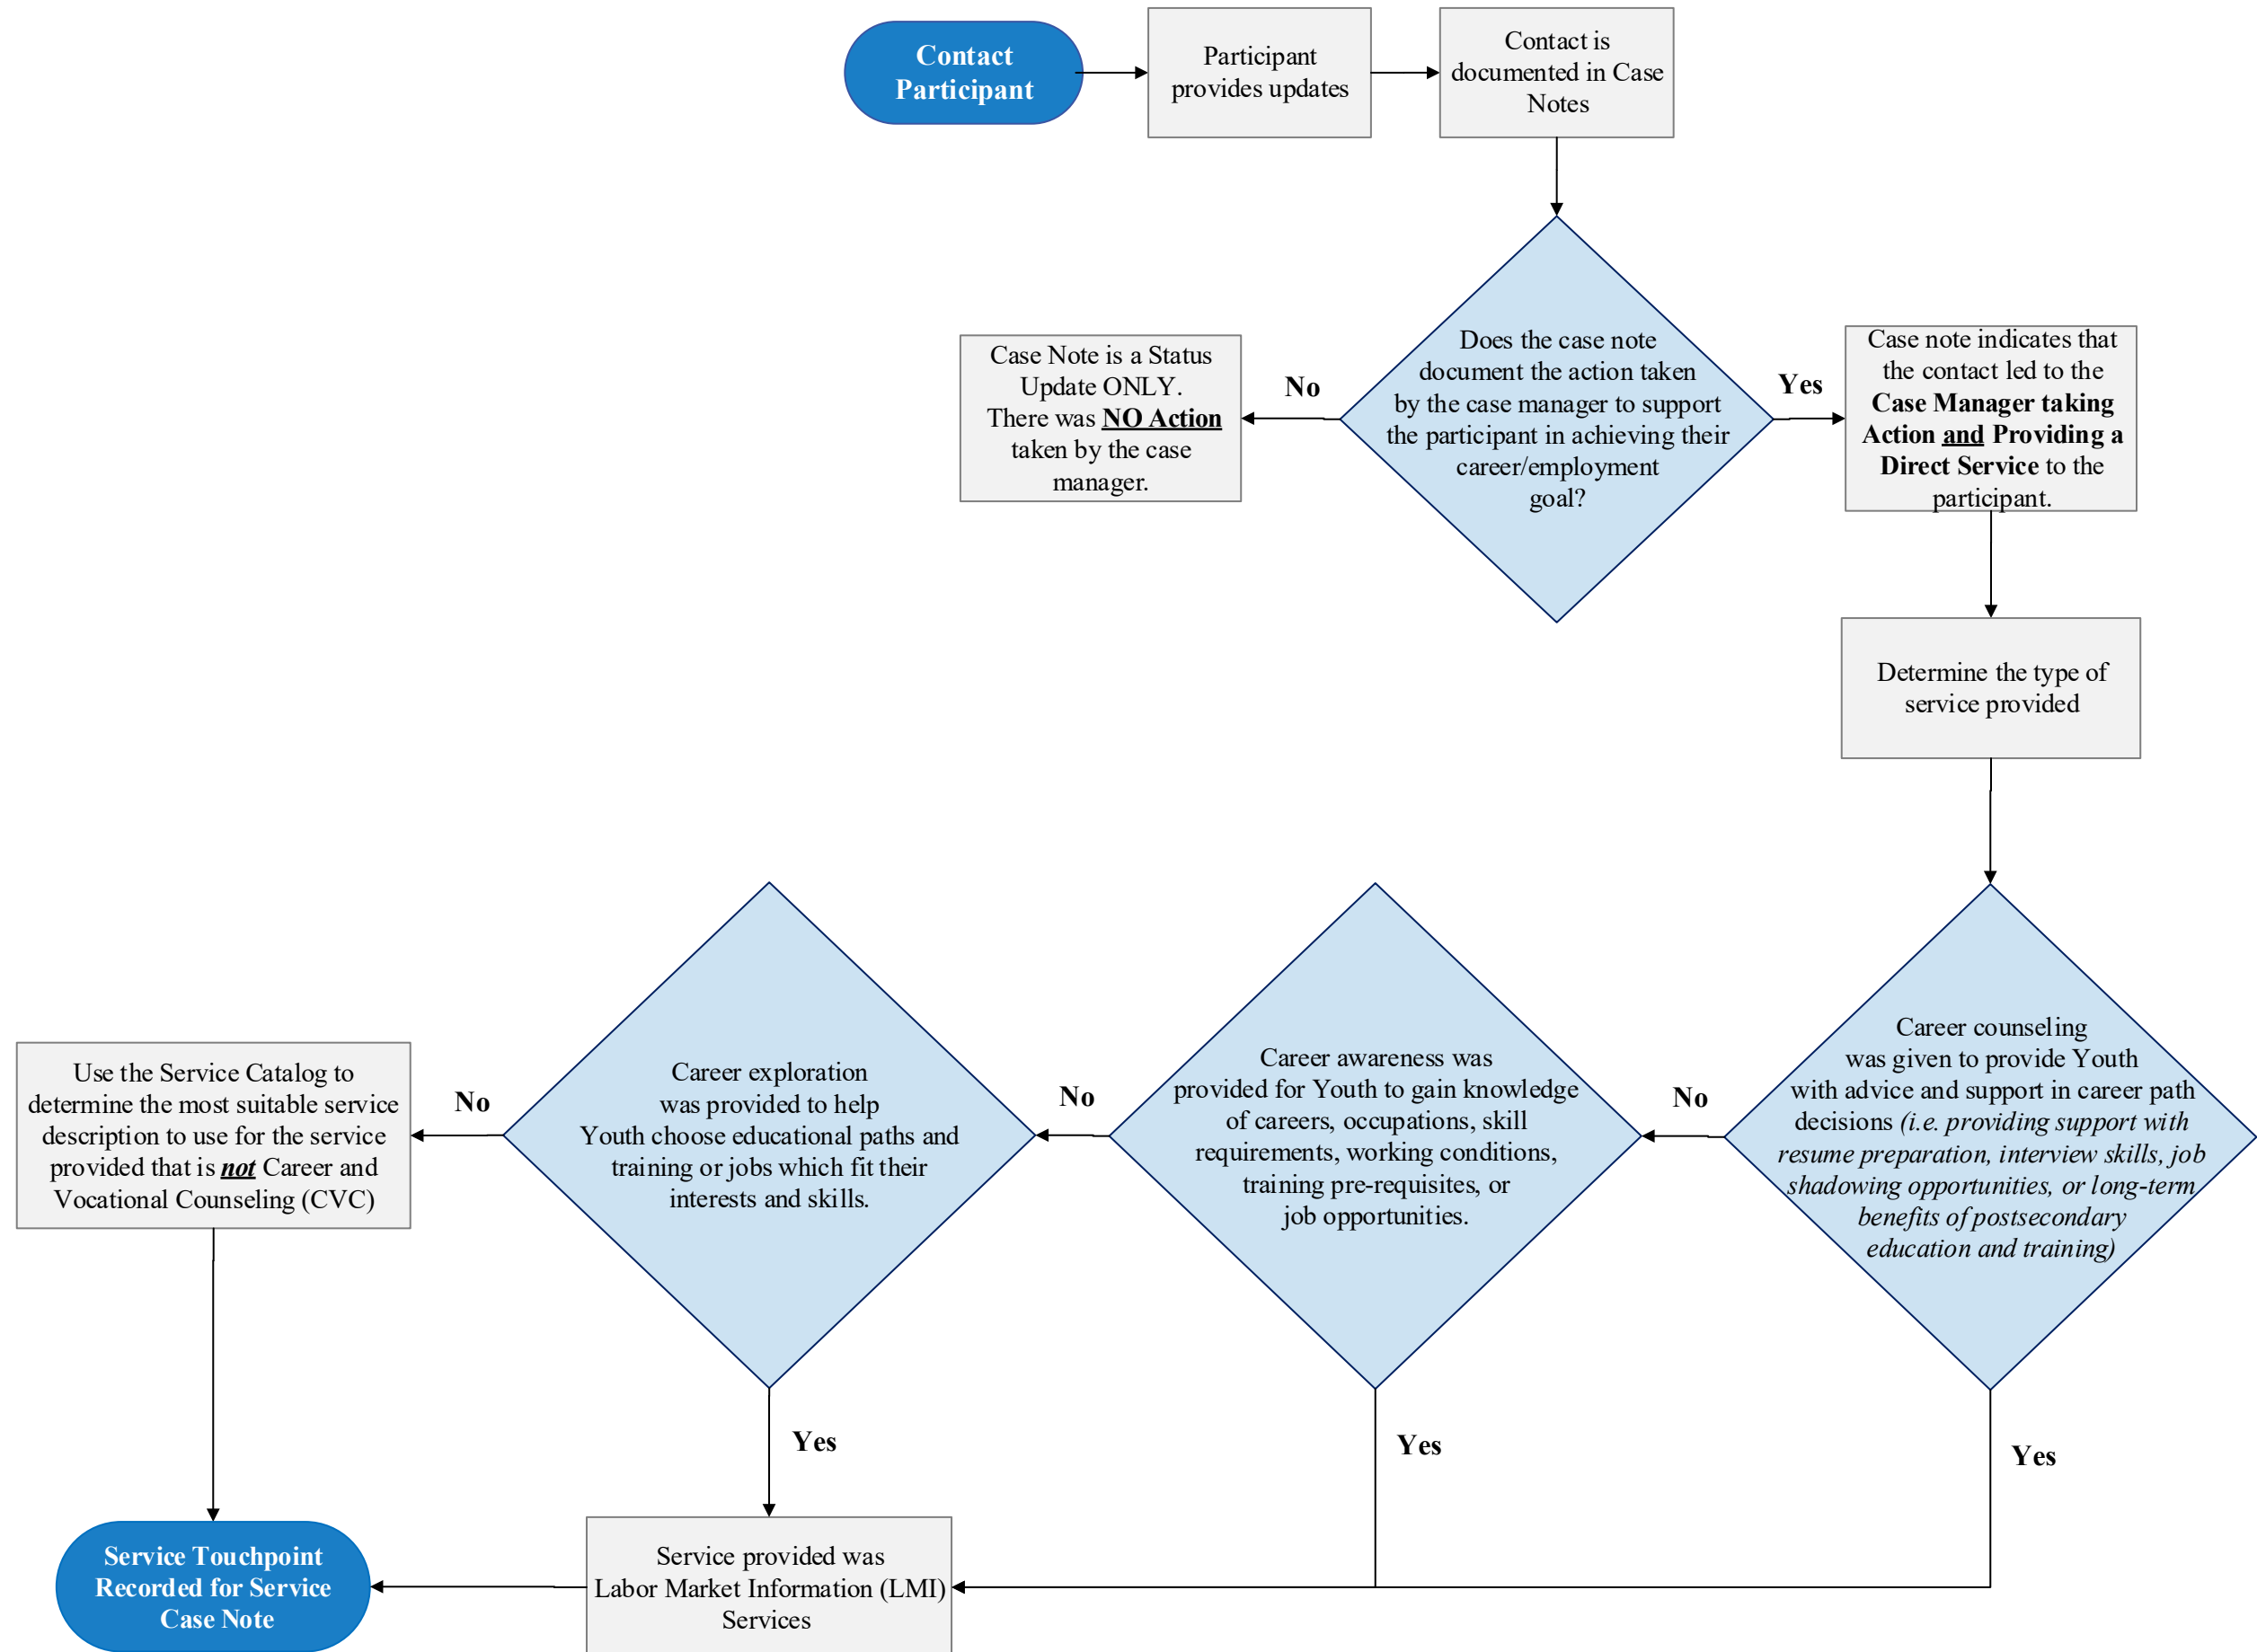 Contact
Participant
Participant
provides updates
Contact is
documented in Case
Notes
Does the case note
document the action taken
by the case manager to support
the participant in achieving their
career/employment
goal?
No
Case Note is a Status
Update ONLY.
There was NO Action
taken by the case
manager.
Yes
Case note indicates that
the contact led to the
Case Manager taking
Action and Providing a
Direct Service to the
participant.
Determine the type of
service provided
Career counseling
was given to provide Youth
with advice and support in career path
decisions (i.e. providing support with
resume preparation, interview skills, job
shadowing opportunities, or long-term
benefits of postsecondary
education and training)
No
Yes
Career awareness was
provided for Youth to gain knowledge
of careers, occupations, skill
requirements, working conditions,
training pre-requisites, or
job opportunities.
No
Yes
Career exploration
was provided to help
Youth choose educational paths and
training or jobs which fit their
interests and skills.
No
Yes
Use the Service Catalog to
determine the most suitable service
description to use for the service
provided that is not Career and
Vocational Counseling (CVC)
Service provided was
Labor Market Information (LMI)
Services
Service Touchpoint
Recorded for Service
Case Note